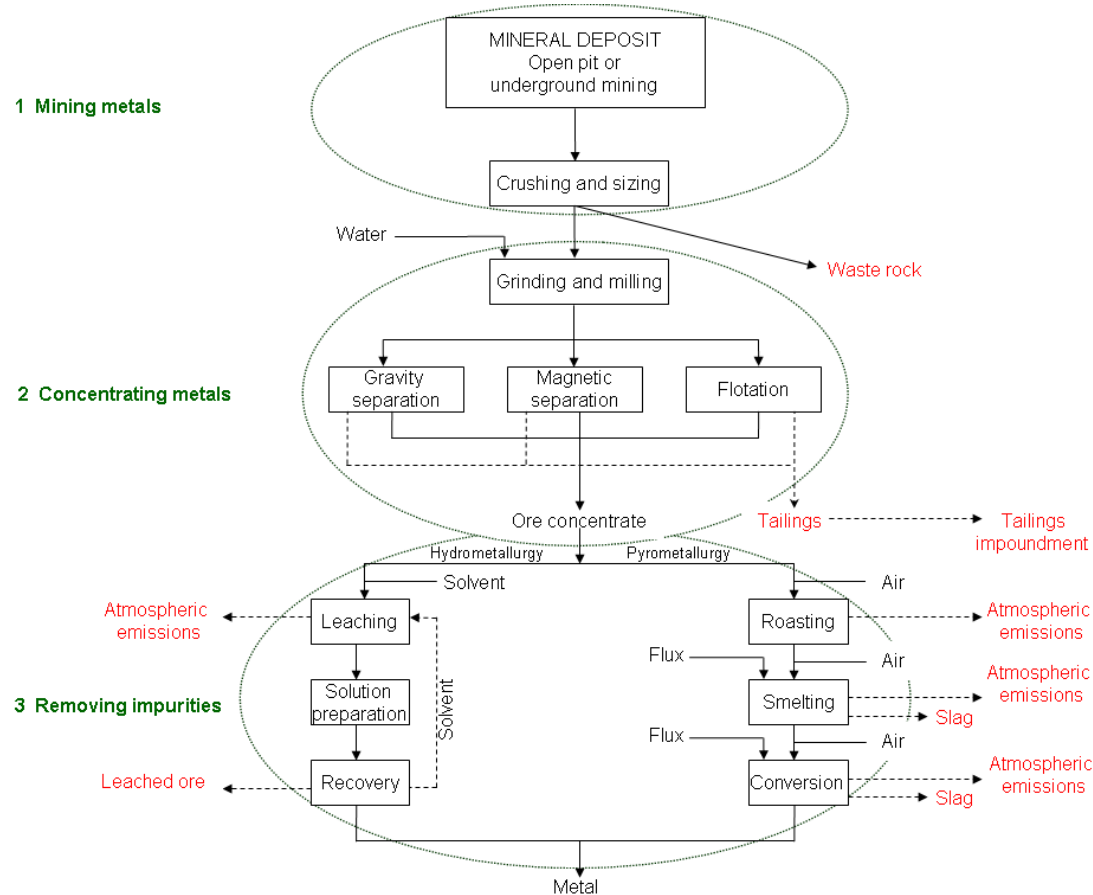 MINERAL DEPOSIT
Open pit or
underground mining
1 Mining metals
Crushing and sizing
Water
Waste rock
Grinding and milling
2 Concentrating metals
Gravity
separation
Magnetic
separation
Flotation
Ore concentrate
Tailings
Tailings
impoundment
Hydrometallurgy
Pyrometallurgy
Solvent
Air
Atmospheric
emissions
Leaching
Roasting
Atmospheric
emissions
Flux
Air
3 Removing impurities
Solution
preparation
Solvent
Smelting
Atmospheric
emissions
Slag
Flux
Air
Leached ore
Recovery
Conversion
Atmospheric
emissions
Slag
Metal